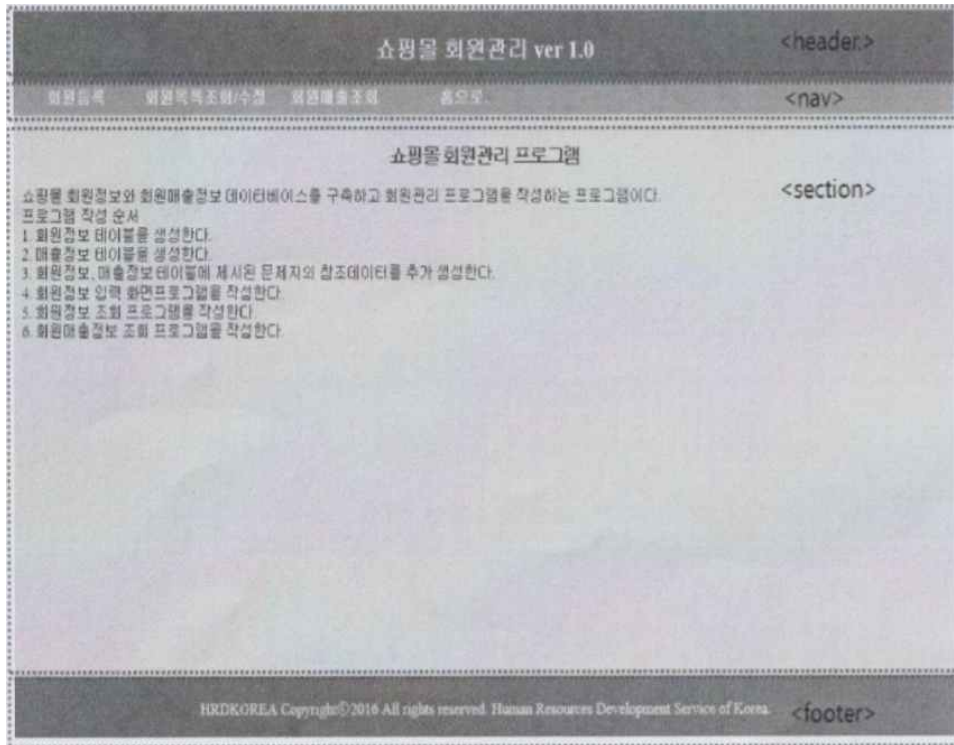 쇼핑몰 회원관리 ver 1.0
<header>
회원등록 회원목록조회/수정 회원매출조회 홈으로.
<nav>
쇼핑몰 회원관리 프로그램
쇼핑몰 회원정보와 회원매출정보 데이터베이스를 구축하고 회원관리 프로그램을 작성하는 프로그램이다.
<section>
프로그램 작성 순서
1. 회원정보 테이블을 생성한다.
2. 매출정보 테이블을 생성한다.
3. 회원정보, 매출정보 테이블에 제시된 문제지의 참조데이터를 추가 생성한다.
4. 회원정보 입력 화면프로그램을 작성한다.
5. 회원정보 조회 프로그램을 작성한다.
6. 회원매출정보 조회 프로그램을 작성한다.
HRDKOREA Copyright©2016 All rights reserved. Human Resources Development Service of Korea.
<footer>